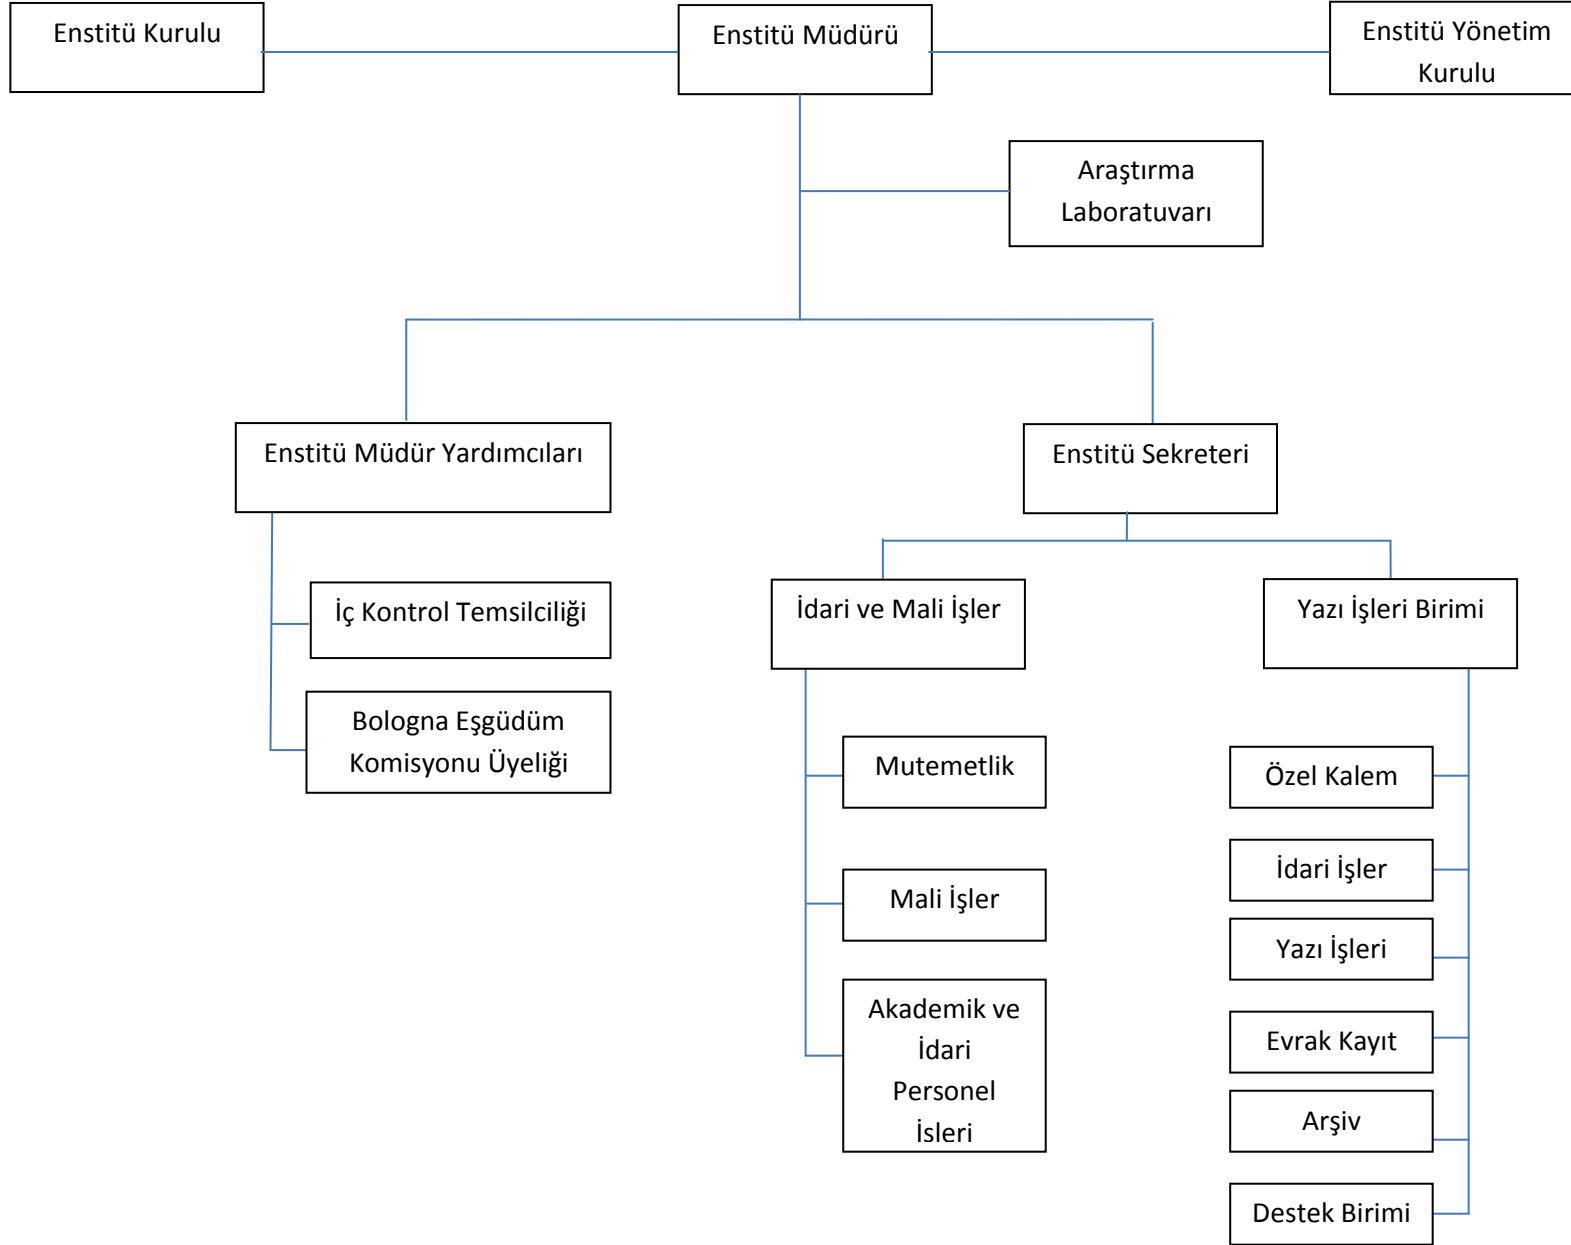 Enstitü Kurulu
Enstitü Müdürü
Enstitü Yönetim
Kurulu
Araştırma
Laboratuvarı
Enstitü Müdür Yardımcıları
Enstitü Sekreteri
İç Kontrol Temsilciliği
Bologna Eşgüdüm
Komisyonu Üyeliği
İdari ve Mali İşler
Yazı İşleri Birimi
Mutemetlik
Mali İşler
Akademik ve
İdari
Personel
İşleri
Özel Kalem
İdari İşler
Yazı İşleri
Evrak Kayıt
Arşiv
Destek Birimi